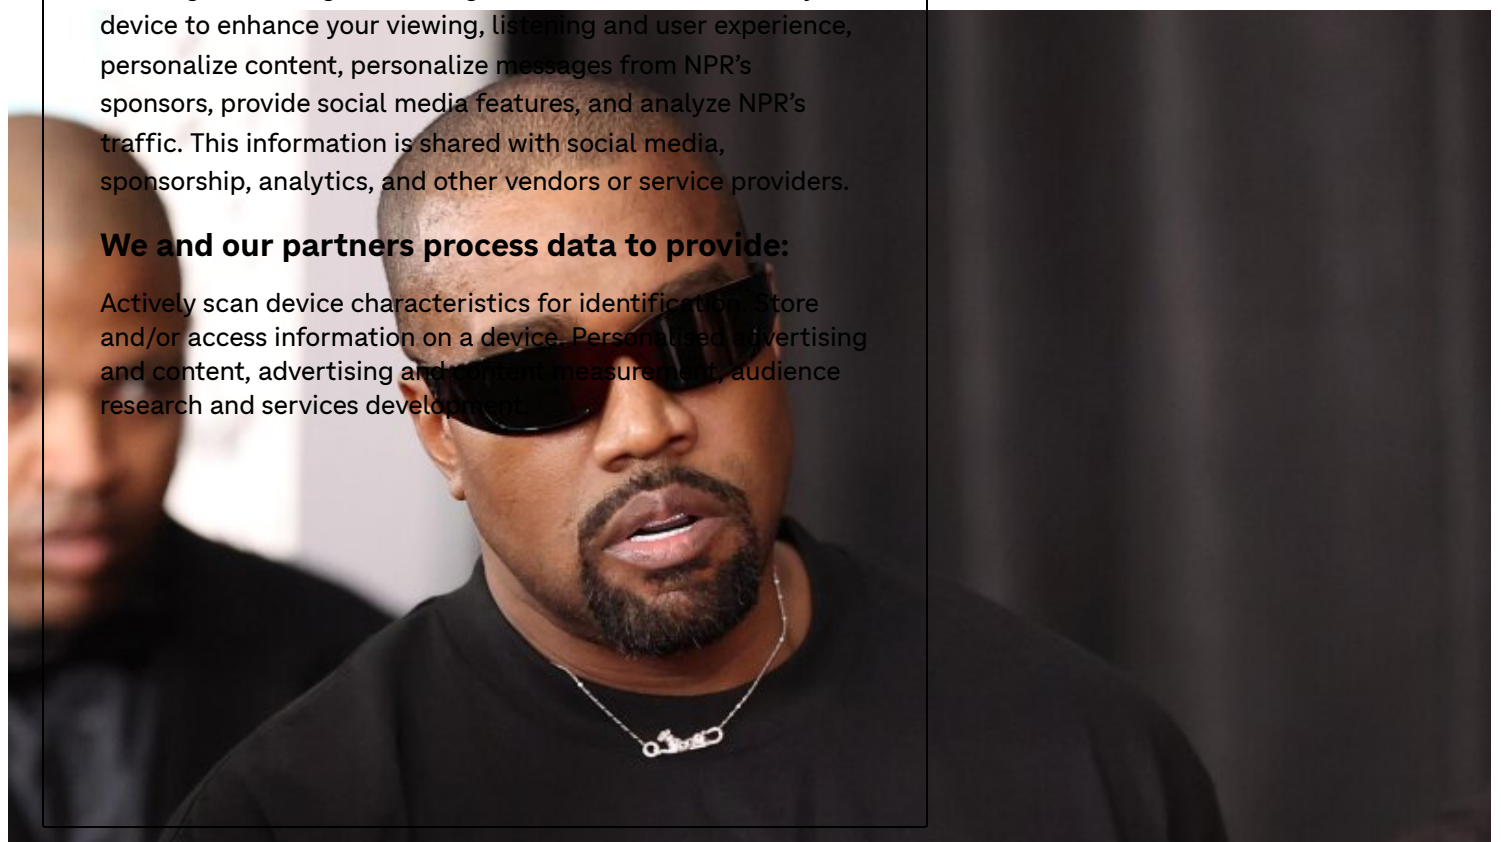 device to enhance your viewing, listening and user experience,
personalize content, personalize messages from NPR’s
sponsors, provide social media features, and analyze NPR’s
traffic. This information is shared with social media,
sponsorship, analytics, and other vendors or service providers.
We and our partners process data to provide:
Actively scan device characteristics for identification. Store
and/or access information on a device. Personalised advertising
and content, advertising and content measurement, audience
research and services development.